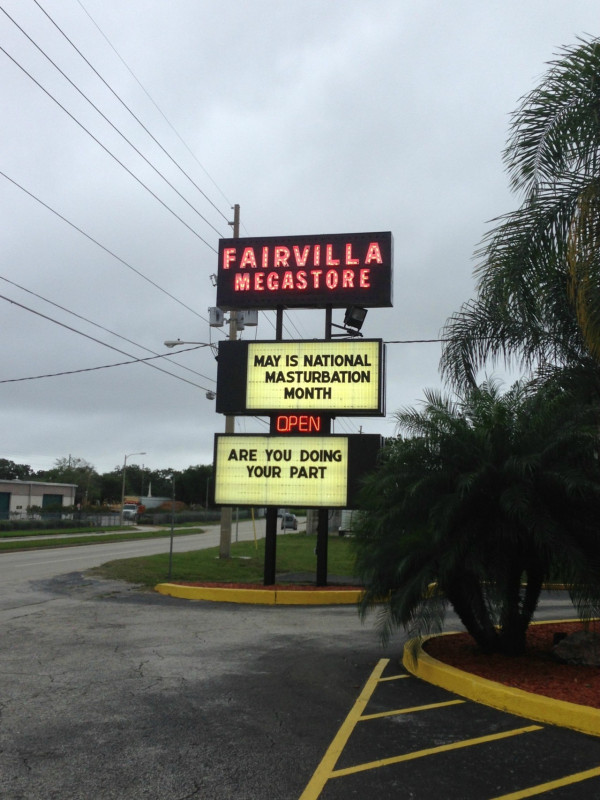 FAIRVILLA
MEGASTORE
MAY IS NATIONAL
MASTURBATION
MONTH
OPEN
ARE YOU DOING
YOUR PART